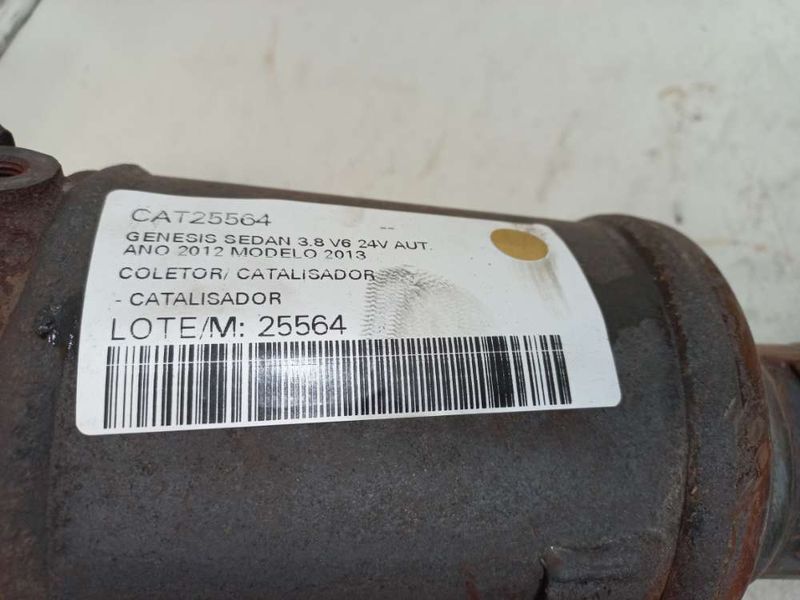 CAT25564
--
GENESIS SEDAN 3.8 V6 24V AUT.
ANO 2012 MODELO 2013
COLETOR/ CATALISADOR
- CATALISADOR
LOTE/M: 25564